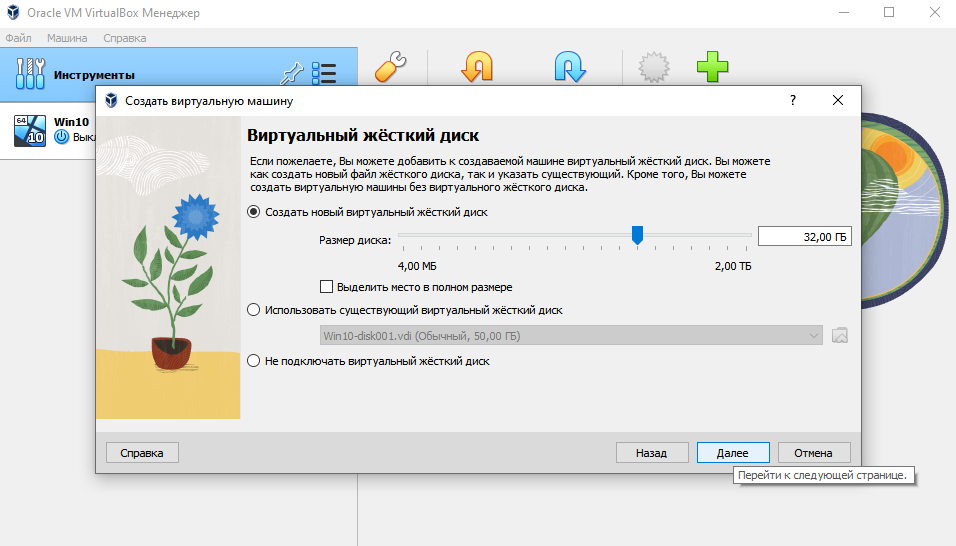 Oracle VM VirtualBox Менеджер
Файл Машина Справка
Инструменты
64
10
Win10
Создать виртуальную машину
?
Виртуальный жёсткий диск
Если пожелаете, Вы можете добавить к создаваемой машине виртуальный жёсткий диск. Вы можете
как создать новый файл жёсткого диска, так и указать существующий. Кроме того, Вы можете
создать виртуальную машины без виртуального жёсткого диска.
Создать новый виртуальный жёсткий диск
Размер диска:
32,00 ГБ
4,00 МБ 2,00 ТБ
Выделить место в полном размере
Использовать существующий виртуальный жёсткий диск
Win10-disk001.vdi (Обычный, 50,00 ГБ)
Не подключать виртуальный жёсткий диск
Справка Назад Далее Отмена
Перейти к следующей странице.